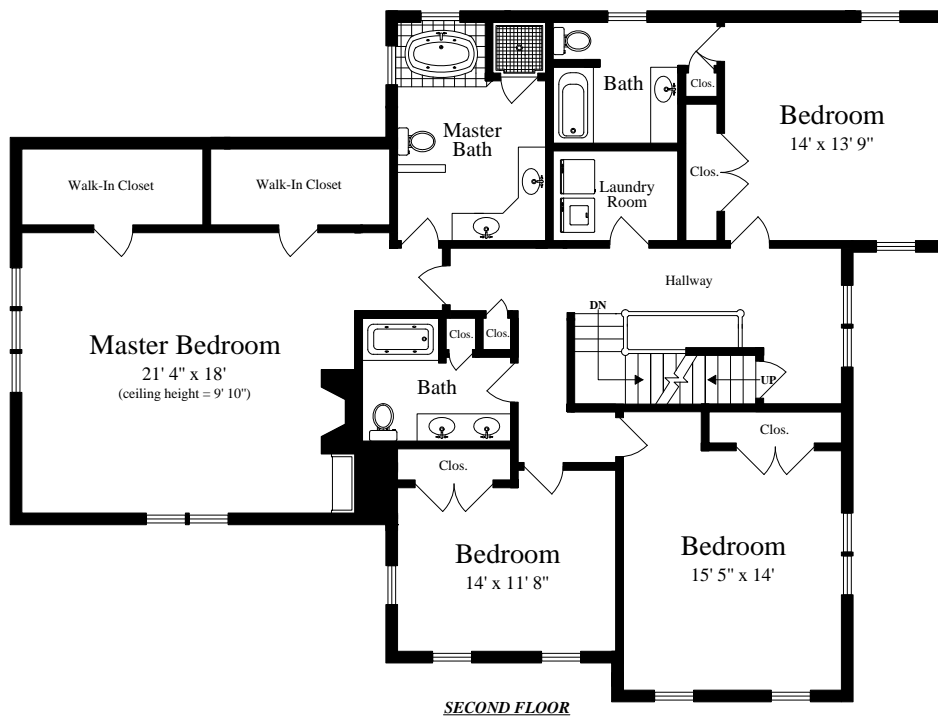 Bath
Clos.
Bedroom
14' x 13' 9"
Master
Bath
Clos.
Walk-In Closet
Walk-In Closet
Laundry
Room
Hallway
DN
Clos.
Clos.
Master Bedroom
21' 4" x 18'
(ceiling height = 9' 10")
Bath
UP
Clos.
Clos.
Bedroom
14' x 11' 8"
Bedroom
15' 5" x 14'
SECOND FLOOR